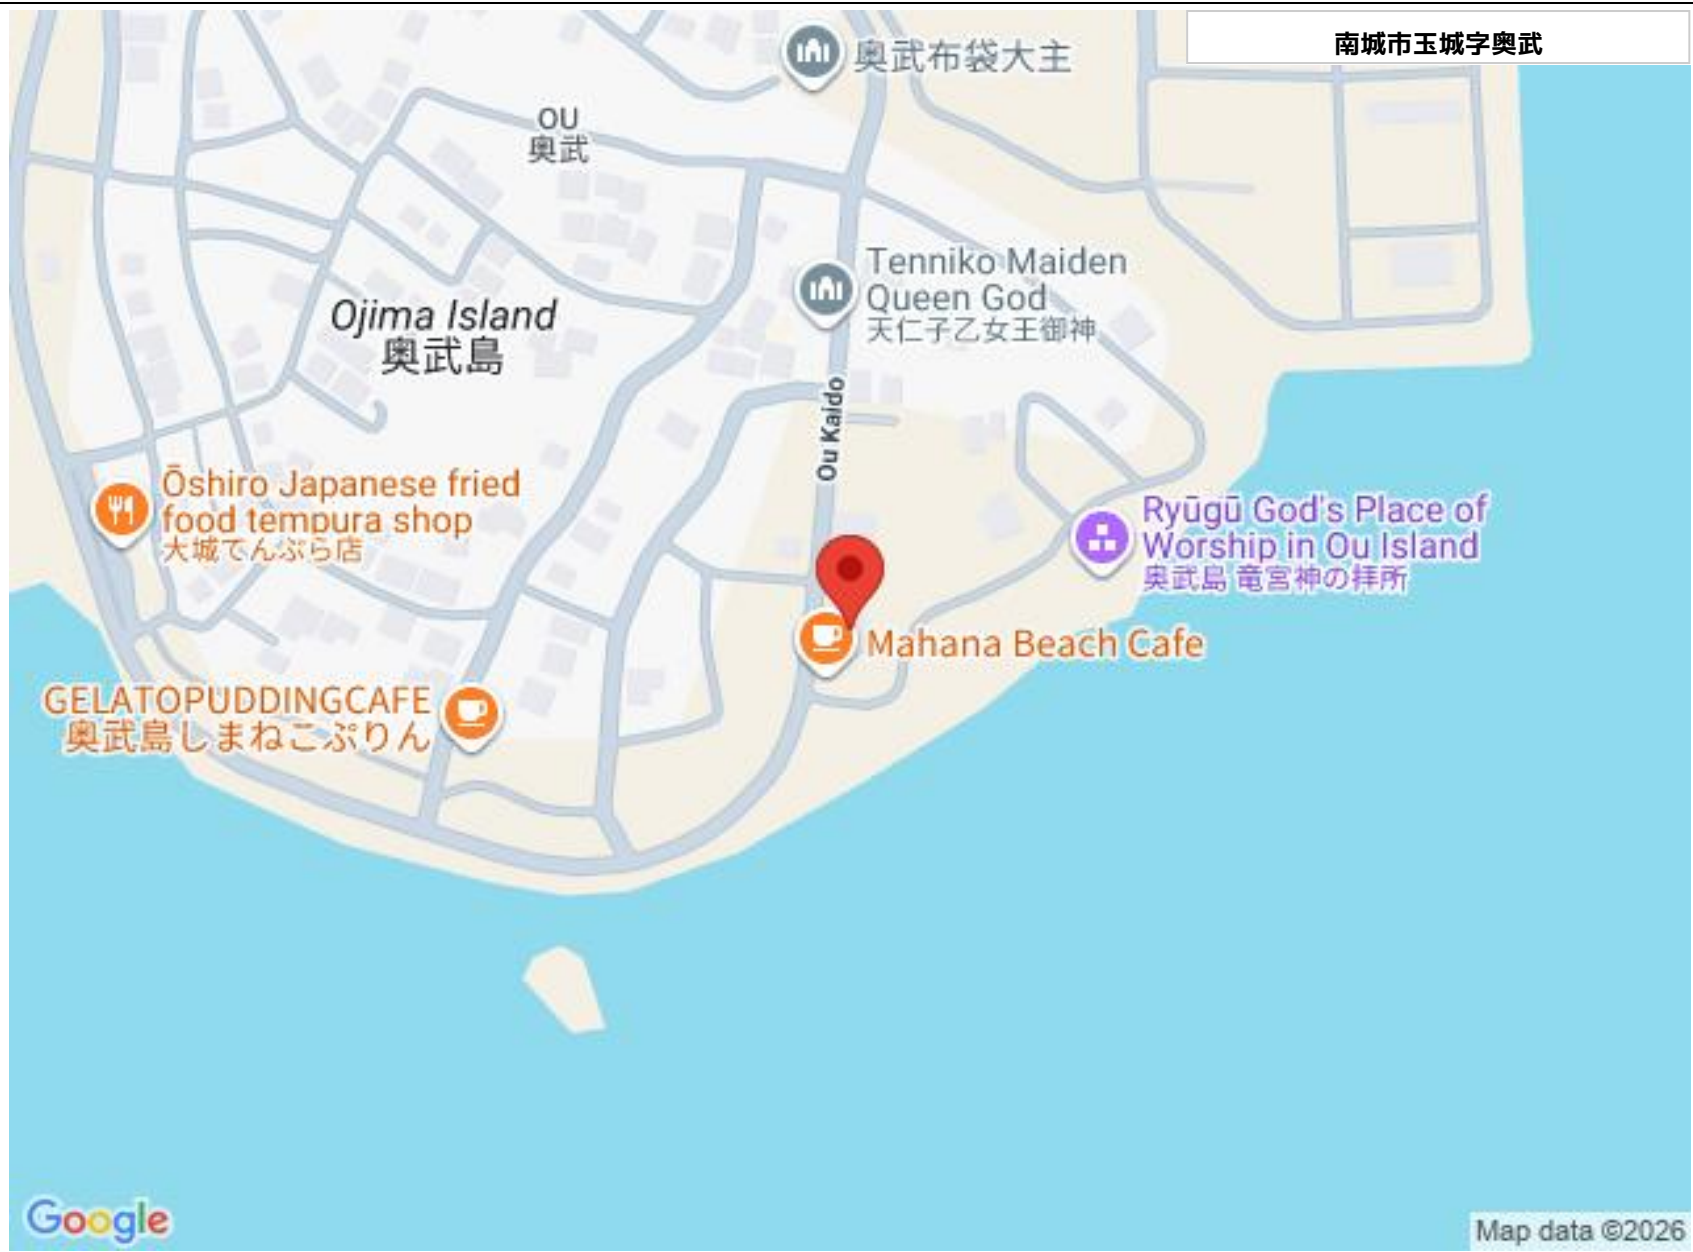 南城市玉城字奥武
奥武布袋大主
OU
奥武
Tenniko Maiden
Queen God
天仁子乙女王御神
Ojima Island
奥武島
Ou Kaido
Ōshiro Japanese fried
food tempura shop
大城てんぷら店
Ryūgū God's Place of
Worship in Ou Island
奥武島 竜宮神の拝所
Mahana Beach Cafe
GELATOPUDDINGCAFE
奥武島しまねこぷりん
Google
Map data ©2026